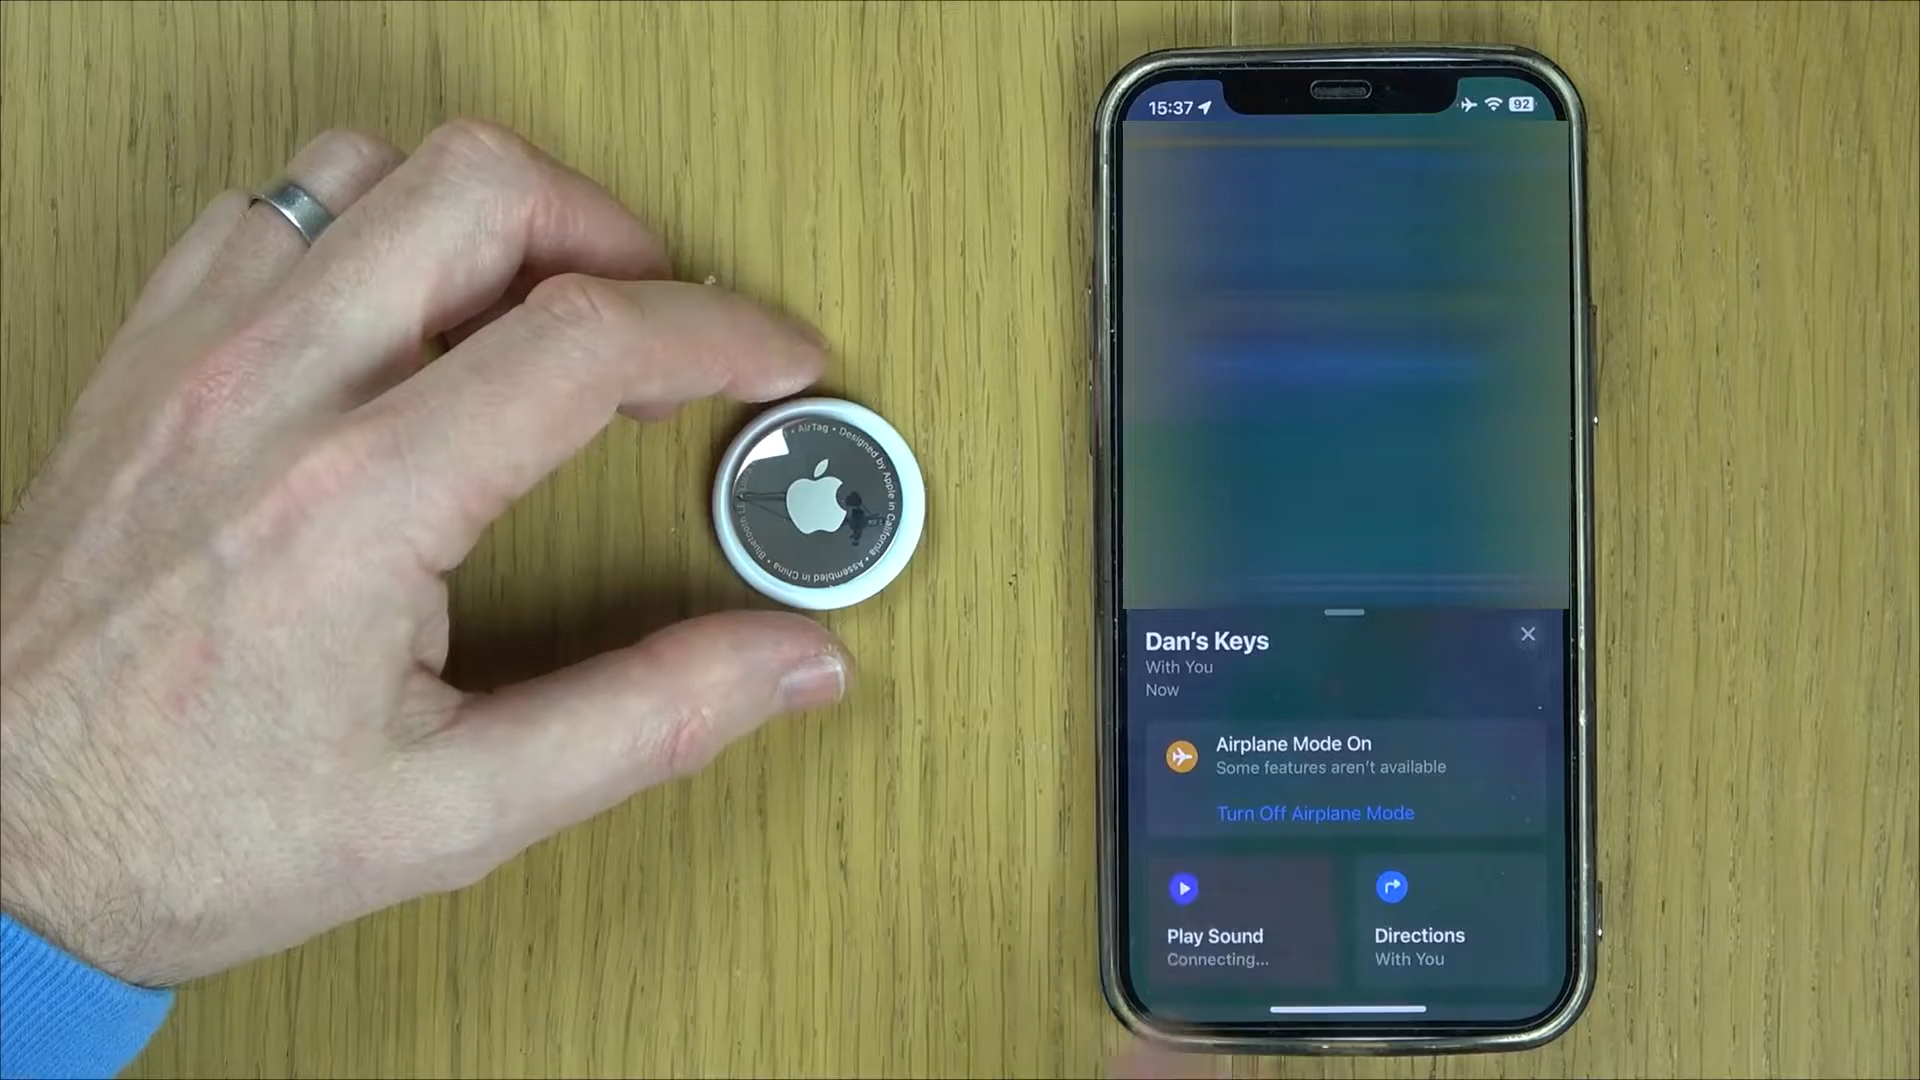 • AirTag • Designed by Apple in California • Assembled in China • Bluetooth LE
15:37
92
Dan's Keys
With You
Now
Airplane Mode On
Some features aren't available
Turn Off Airplane Mode
Play Sound
Connecting...
Directions
With You